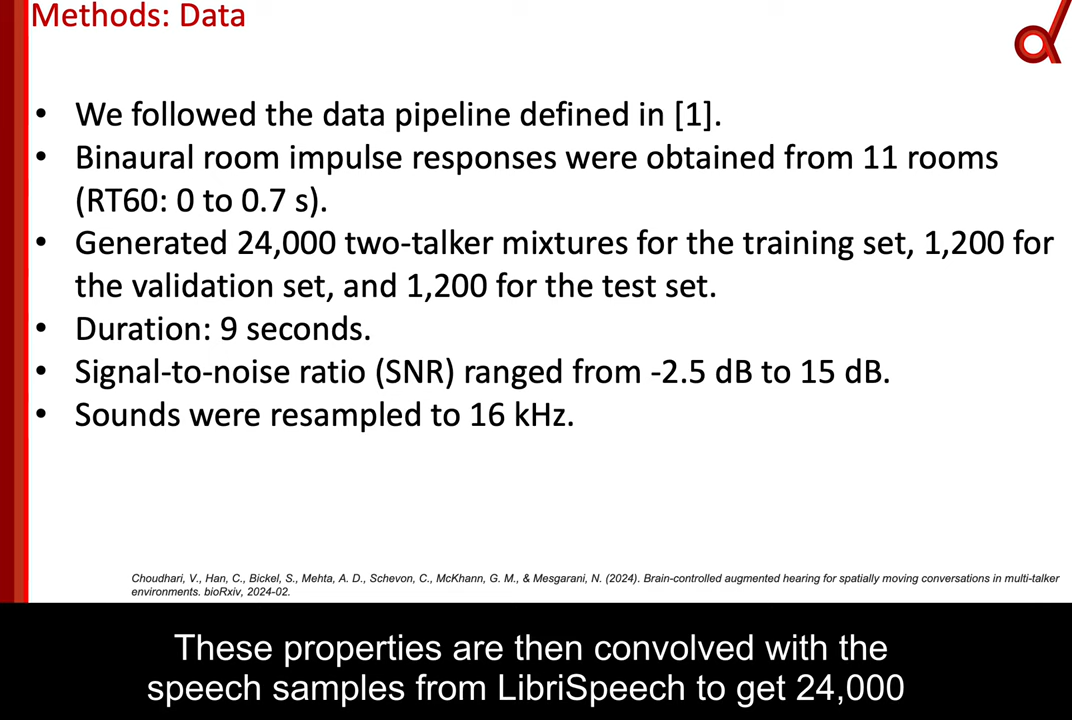 Methods: Data
• We followed the data pipeline defined in [1].
• Binaural room impulse responses were obtained from 11 rooms
(RT60: 0 to 0.7 s).
• Generated 24,000 two-talker mixtures for the training set, 1,200 for
the validation set, and 1,200 for the test set.
• Duration: 9 seconds.
• Signal-to-noise ratio (SNR) ranged from -2.5 dB to 15 dB.
• Sounds were resampled to 16 kHz.
Choudhari, V., Han, C., Bickel, S., Mehta, A. D., Schevon, C., McKhann, G. M., & Mesgarani, N. (2024). Brain-controlled augmented hearing for spatially moving conversations in multi-talker
environments. bioRxiv, 2024-02.
These properties are then convolved with the
speech samples from LibriSpeech to get 24,000